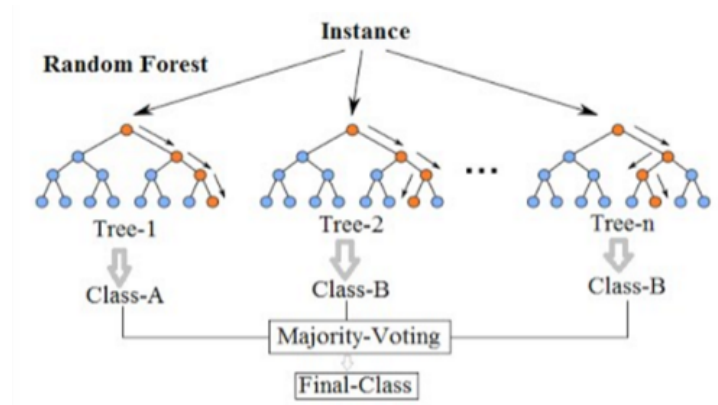 Instance
Random Forest
...
Tree-1
Tree-2
Tree-n
Class-A
Class-B
Class-B
Majority-Voting
Final-Class